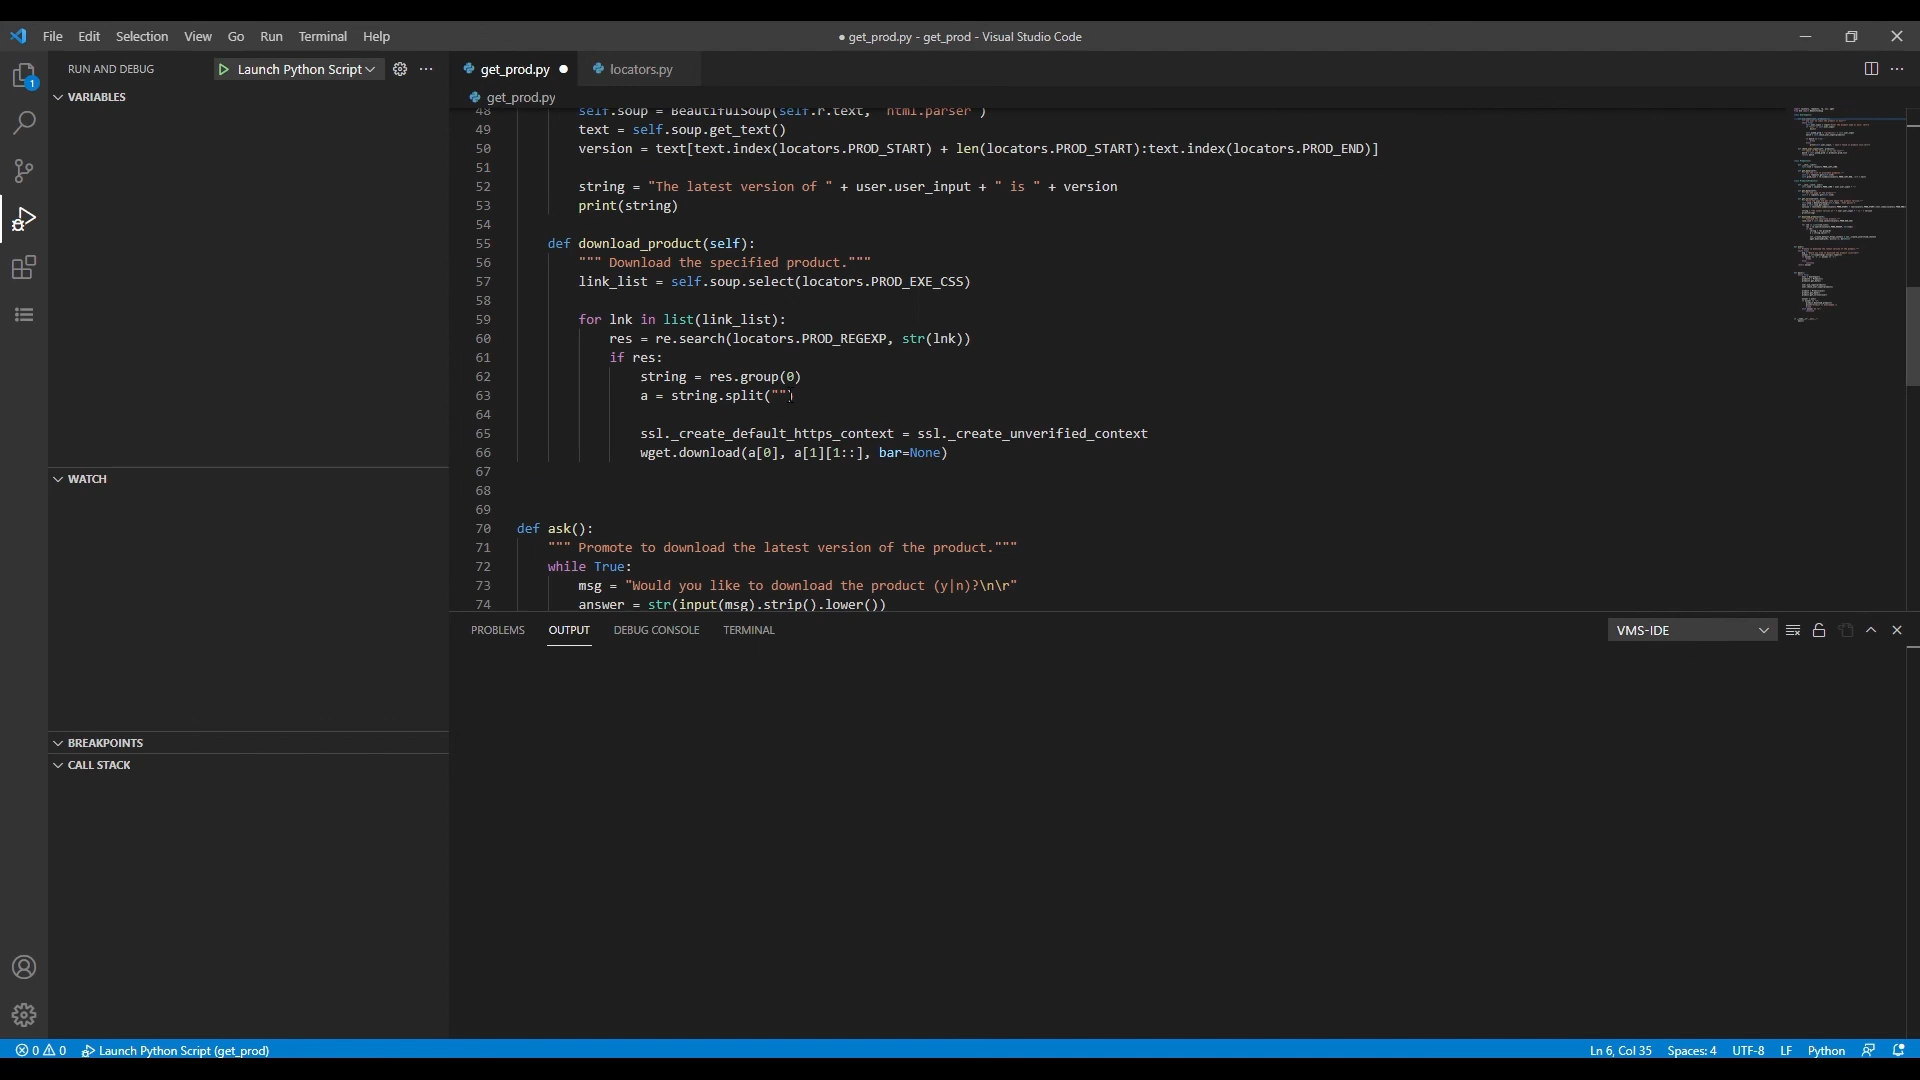 File Edit Selection View Go Run Terminal Help
● get_prod.py - get_prod - Visual Studio Code
1
RUN AND DEBUG
Launch Python Script
get_prod.py
locators.py
VARIABLES
get_prod.py
48 self.soup = BeautifulSoup(self.r.text, "html.parser")
49 text = self.soup.get_text()
50 version = text[text.index(locators.PROD_START) + len(locators.PROD_START):text.index(locators.PROD_END)]
51
52 string = "The latest version of " + user.user_input + " is " + version
53 print(string)
54
55 def download_product(self):
56 """ Download the specified product."""
57 link_list = self.soup.select(locators.PROD_EXE_CSS)
58
59 for lnk in list(link_list):
60 res = re.search(locators.PROD_REGEXP, str(lnk))
61 if res:
62 string = res.group(0)
63 a = string.split("")
64
65 ssl._create_default_https_context = ssl._create_unverified_context
66 wget.download(a[0], a[1][1::], bar=None)
67
68
69
70 def ask():
71 """ Promote to download the latest version of the product."""
72 while True:
73 msg = "Would you like to download the product (y|n)?\n\r"
74 answer = str(input(msg).strip().lower())
WATCH
BREAKPOINTS
CALL STACK
PROBLEMS OUTPUT DEBUG CONSOLE TERMINAL
VMS-IDE
0 0 Launch Python Script (get_prod)
Ln 6, Col 35 Spaces: 4 UTF-8 LF Python